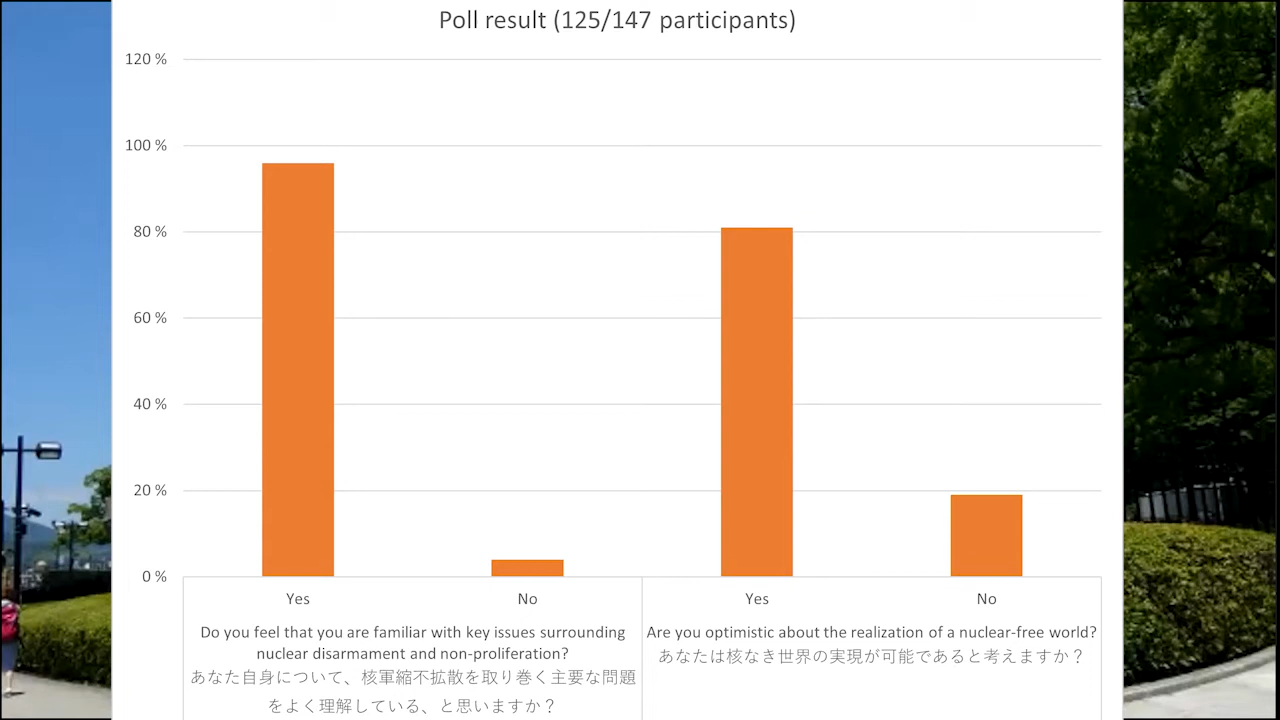 Poll result (125/147 participants)
120 %
100 %
80 %
60 %
40 %
20 %
0 %
Yes
No
Yes
No
Do you feel that you are familiar with key issues surrounding
nuclear disarmament and non-proliferation?
あなた自身について、核軍縮不拡散を取り巻く主要な問題
をよく理解している、と思いますか？
Are you optimistic about the realization of a nuclear-free world?
あなたは核なき世界の実現が可能であると考えますか？